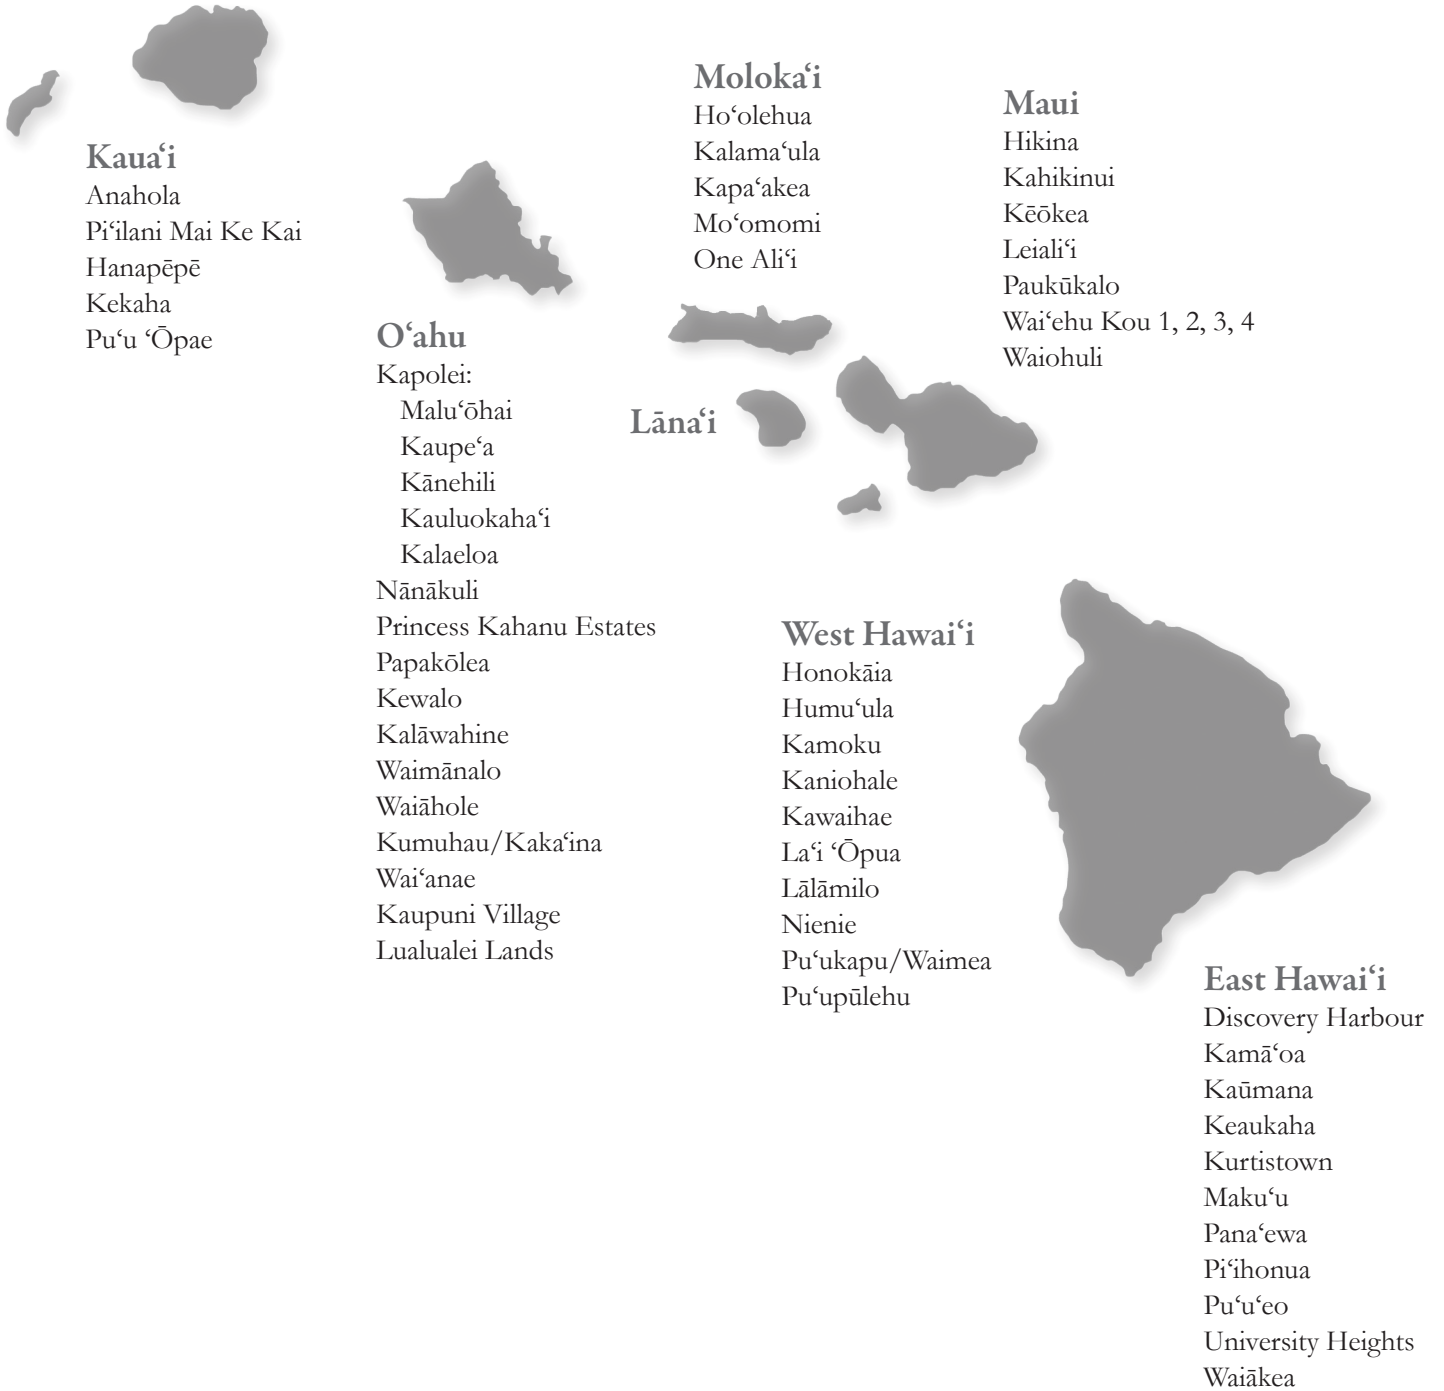 Kaua‘i
Anahola
Pi‘ilani Mai Ke Kai
Hanapēpē
Kekaha
Pu‘u ‘Ōpae
O‘ahu
Kapolei:
Malu‘ōhai
Kaupe‘a
Kānehili
Kauluokaha‘i
Kalaeloa
Nānākuli
Princess Kahanu Estates
Papakōlea
Kewalo
Kalāwahine
Waimānalo
Waiāhole
Kumuhau/Kaka‘ina
Wai‘anae
Kaupuni Village
Lualualei Lands
Moloka‘i
Ho‘olehua
Kalama‘ula
Kapa‘akea
Mo‘omomi
One Ali‘i
Lāna‘i
Maui
Hikina
Kahikinui
Kēōkea
Leiali‘i
Paukūkalo
Wai‘ehu Kou 1, 2, 3, 4
Waiohuli
West Hawai‘i
Honokāia
Humu‘ula
Kamoku
Kaniohale
Kawaihae
La‘i ‘Ōpua
Lālāmilo
Nienie
Pu‘ukapu/Waimea
Pu‘upūlehu
East Hawai‘i
Discovery Harbour
Kamā‘oa
Kaūmana
Keaukaha
Kurtistown
Maku‘u
Pana‘ewa
Pi‘ihonua
Pu‘u‘eo
University Heights
Waiākea